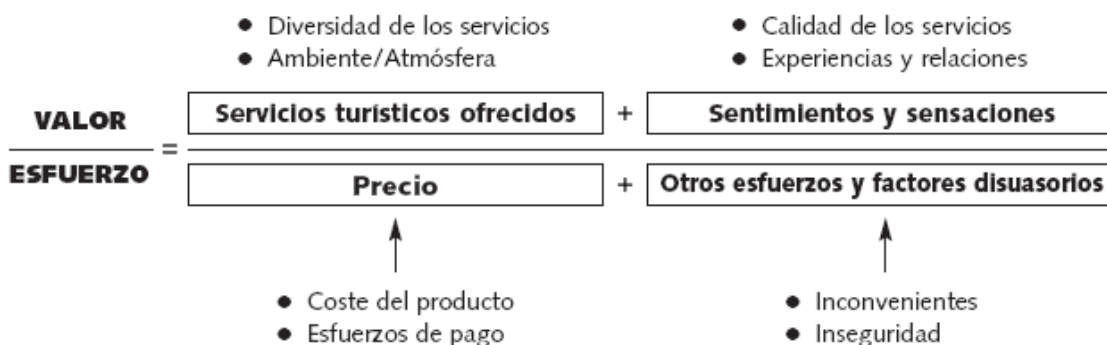 ● Diversidad de los servicios
● Ambiente/Atmósfera
● Calidad de los servicios
● Experiencias y relaciones
VALOR
ESFUERZO
=
Servicios turísticos ofrecidos + Sentimientos y sensaciones
Precio + Otros esfuerzos y factores disuasorios
● Coste del producto
● Esfuerzos de pago
● Inconvenientes
● Inseguridad